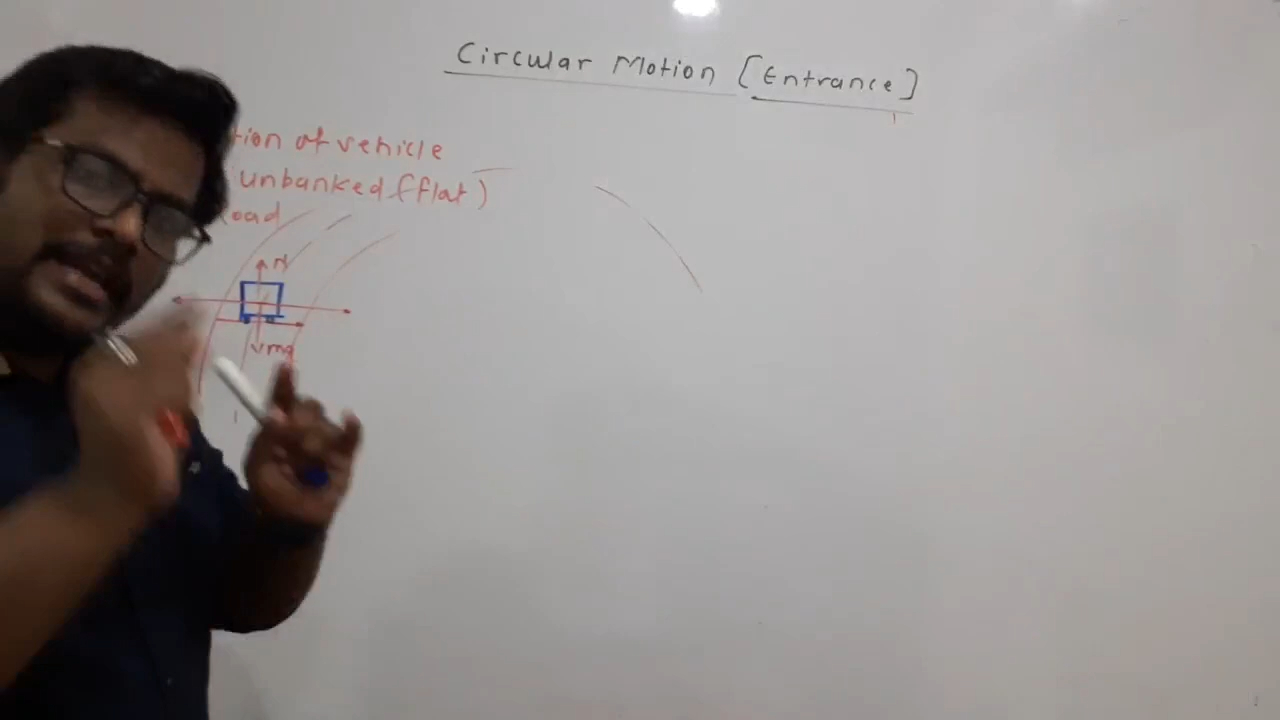 Circular Motion [Entrance]
tion of vehicle
unbanked (flat)
oad
N
mg